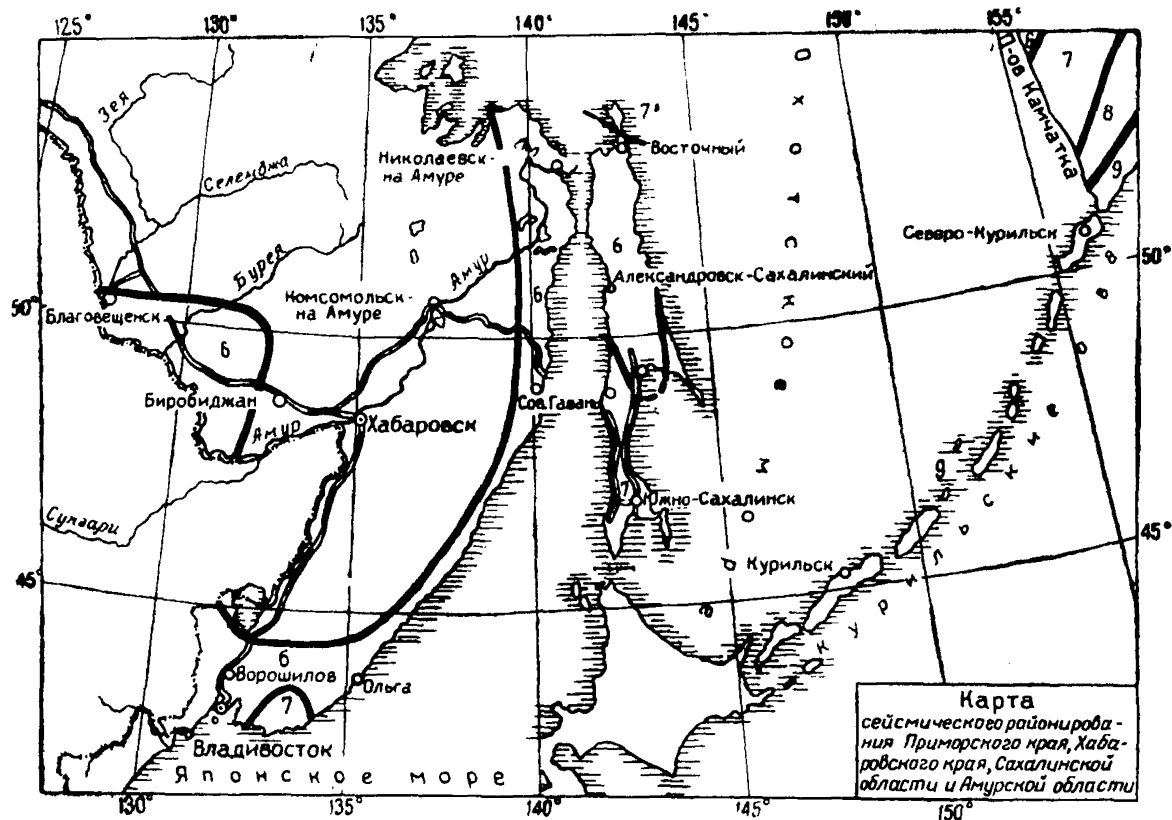 125° 130° 135° 140° 145° 150° 155°
П-ов Камчатка
7
8
9
Зея
7
Восточный
Николаевск-
на Амуре
Селемджа
Охотское
Северо-Курильск
6
Бурея
Амур
Александровск-Сахалинский
50°
50°
Комсомольск-
на Амуре
6
Благовещенск
6
Биробиджан
Сов.Гавань
Амур
Хабаровск
9
7
Южно-Сахалинск
Сунгари
45°
Курильск
45°
6
Ворошилов
Ольга
7
Владивосток
Японское море
Карта
сейсмического районирова-
ния Приморского края, Хаба-
ровского края, Сахалинской
области и Амурской области
130° 135° 140° 145° 150°